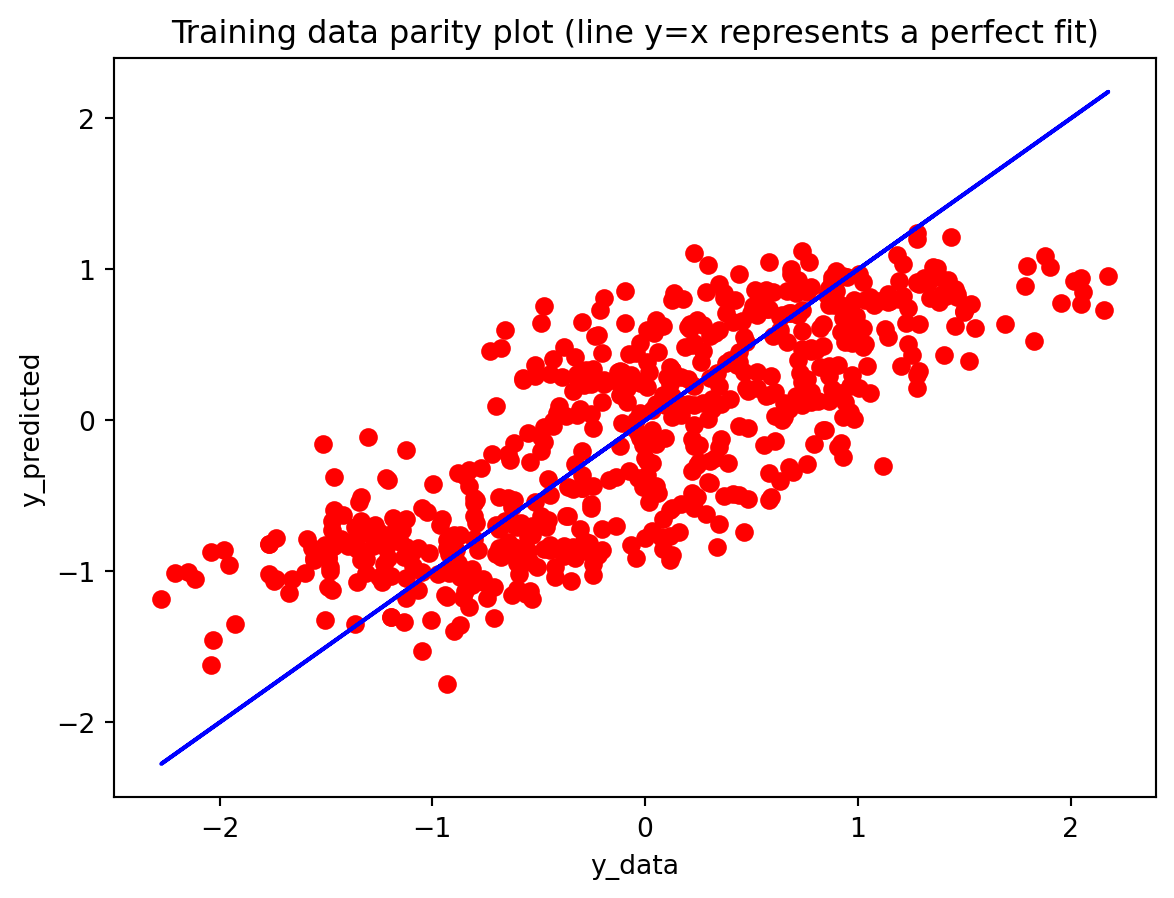 Training data parity plot (line y=x represents a perfect fit)
2
1
0
−1
−2
y_predicted
−2 −1 0 1 2
y_data